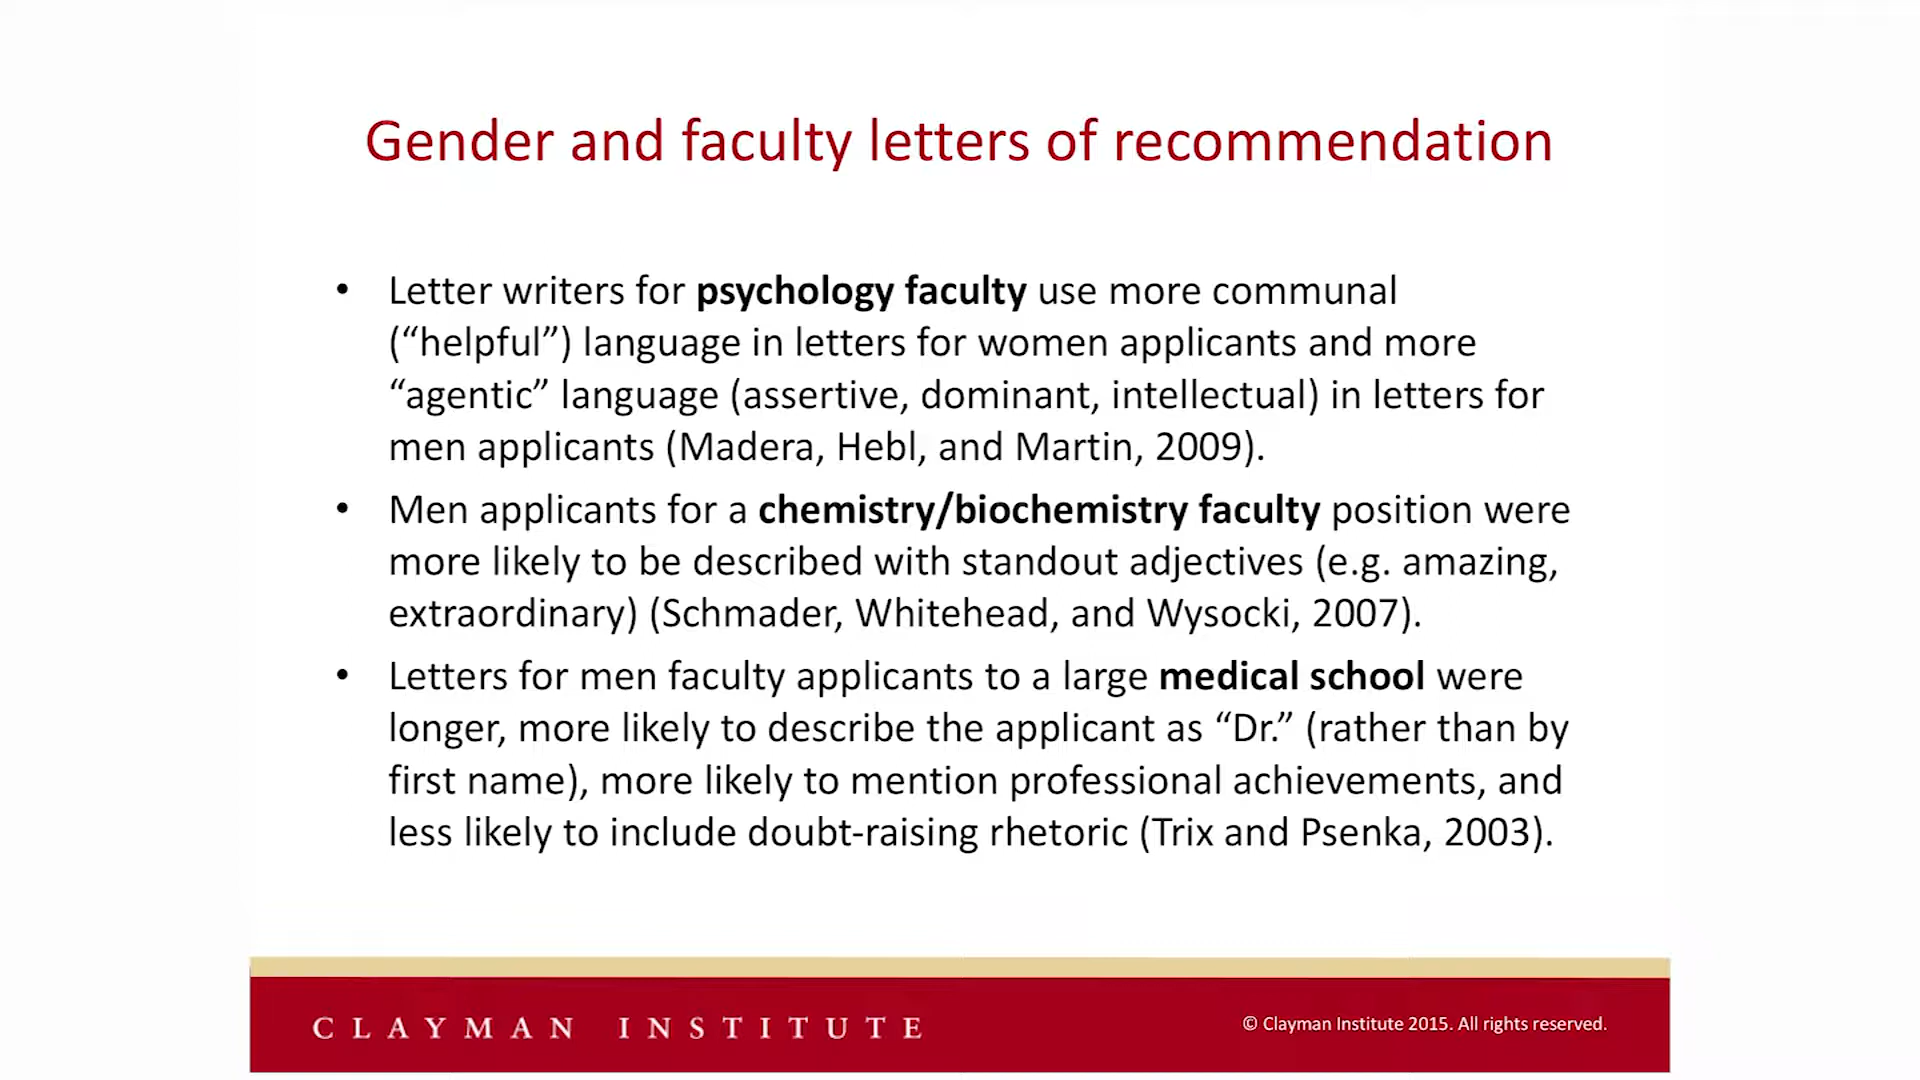 Gender and faculty letters of recommendation
• Letter writers for psychology faculty use more communal
(“helpful”) language in letters for women applicants and more
“agentic” language (assertive, dominant, intellectual) in letters for
men applicants (Madera, Hebl, and Martin, 2009).
• Men applicants for a chemistry/biochemistry faculty position were
more likely to be described with standout adjectives (e.g. amazing,
extraordinary) (Schmader, Whitehead, and Wysocki, 2007).
• Letters for men faculty applicants to a large medical school were
longer, more likely to describe the applicant as “Dr.” (rather than by
first name), more likely to mention professional achievements, and
less likely to include doubt-raising rhetoric (Trix and Psenka, 2003).
CLAYMAN INSTITUTE
© Clayman Institute 2015. All rights reserved.